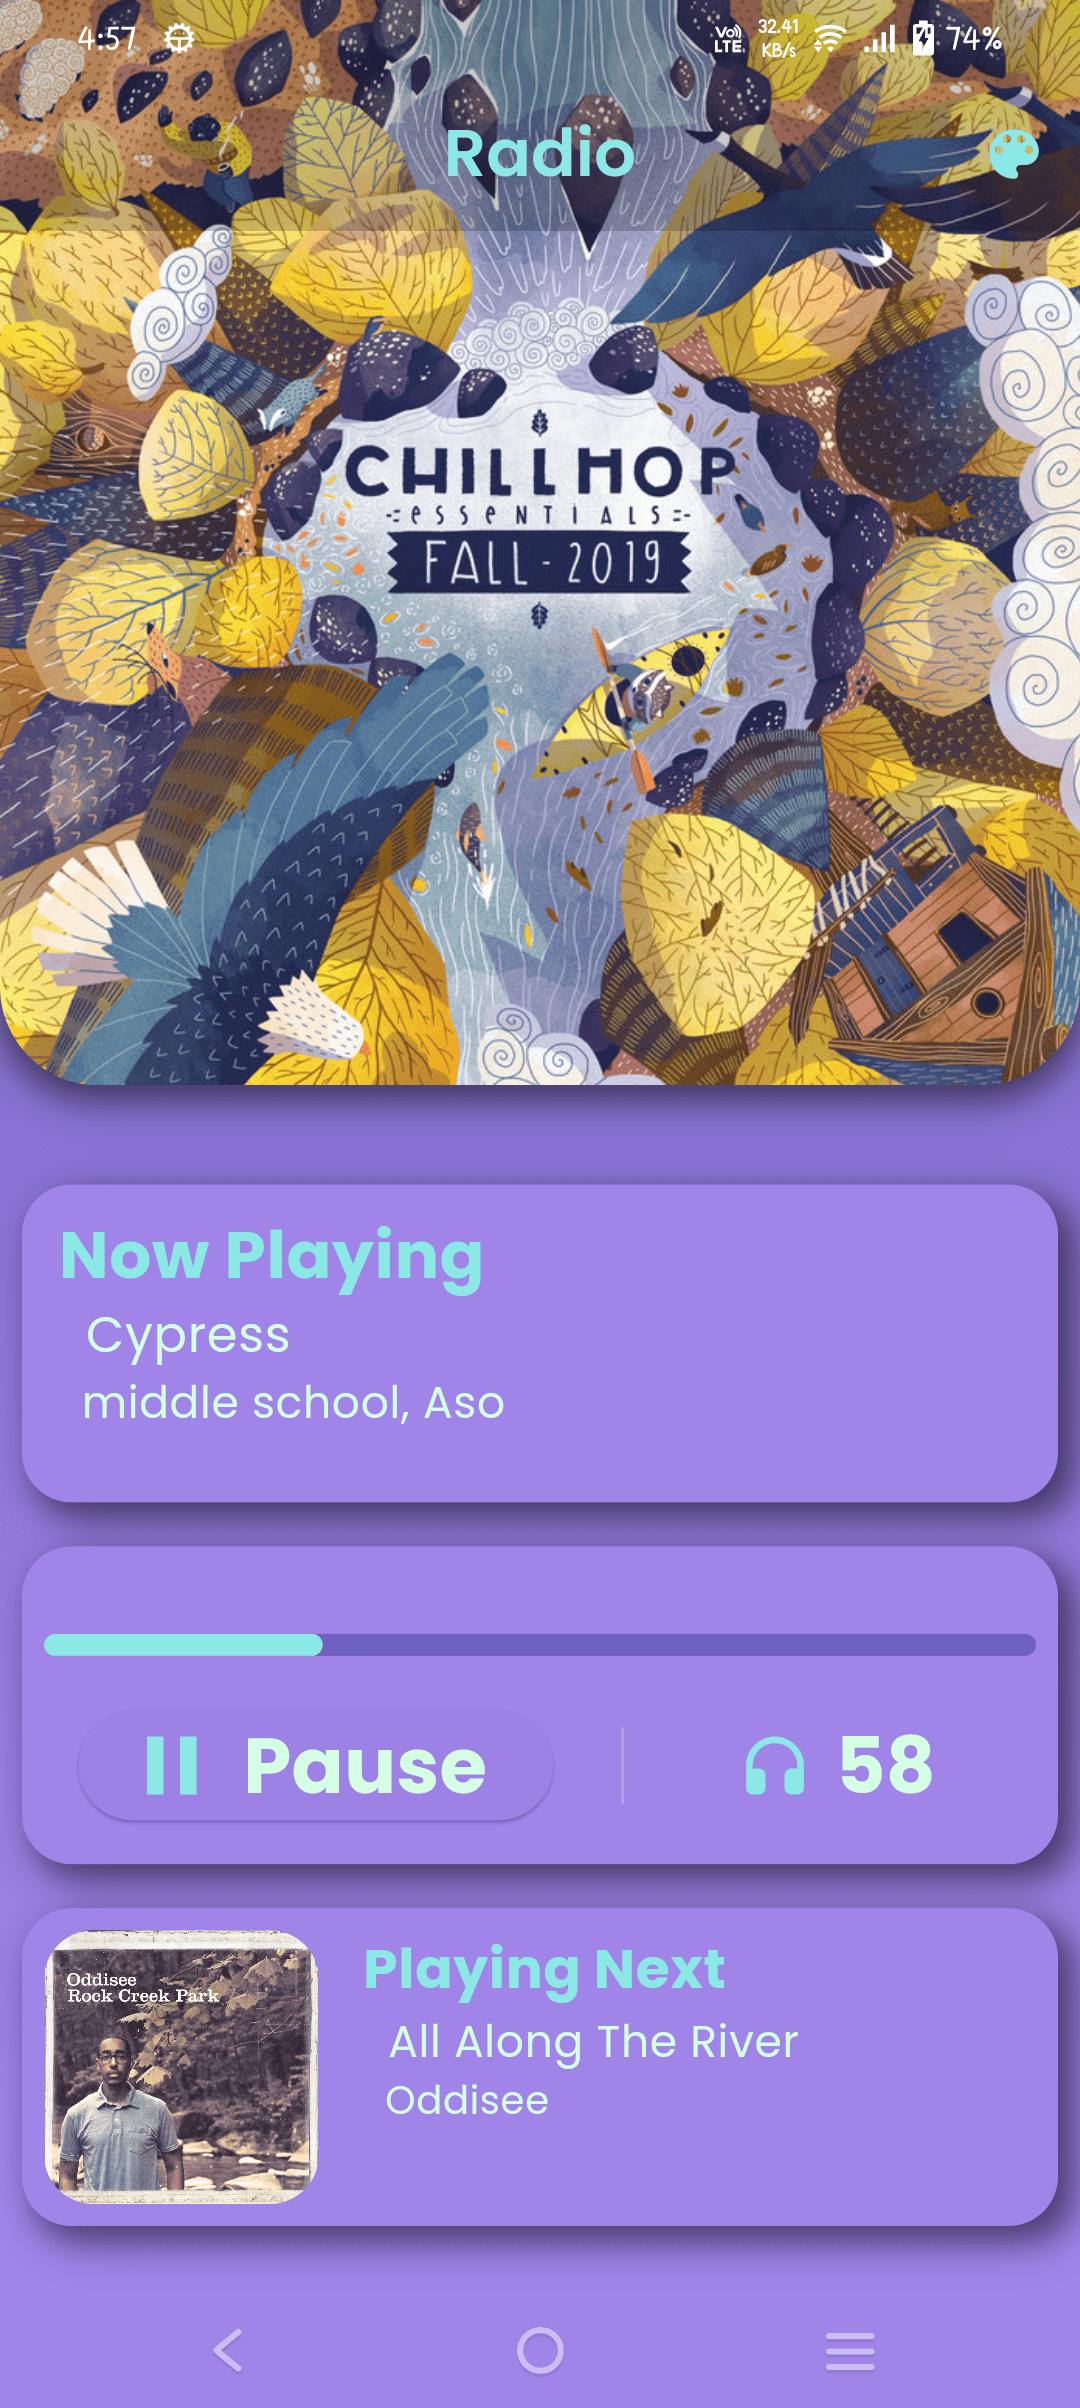 4:57
Vo)
LTE
32.41
KB/s
74%
Radio
CHILLHOP
-:essentials:-
FALL - 2019
Now Playing
Cypress
middle school, Aso
Pause
58
Oddisee
Rock Creek Park
Playing Next
All Along The River
Oddisee